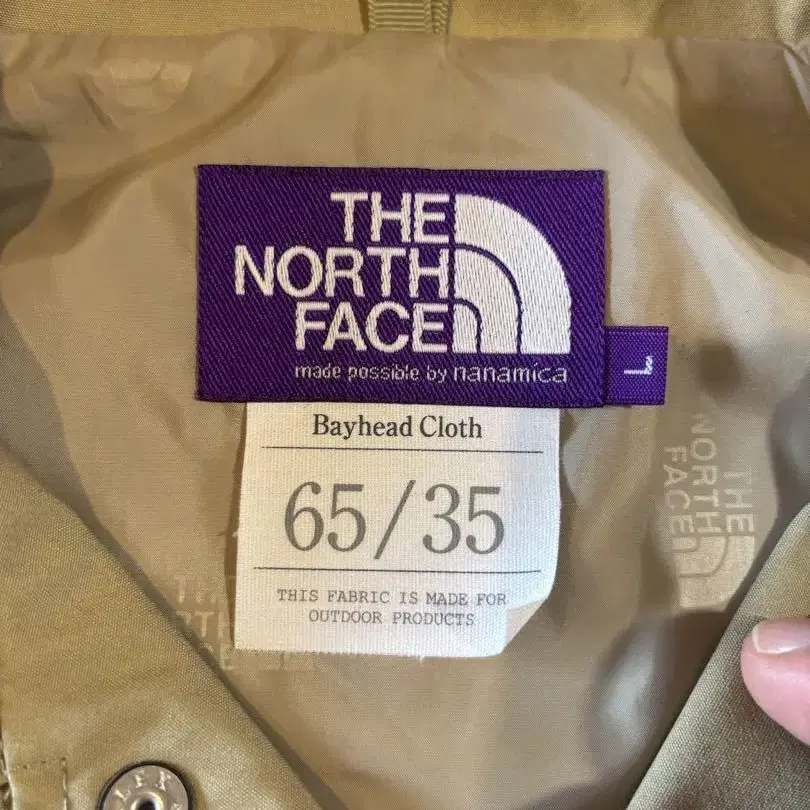 THE
NORTH
FACE
made possible by nanamica
L
Bayhead Cloth
65/35
THIS FABRIC IS MADE FOR
OUTDOOR PRODUCTS
THE
NORTH
FACE